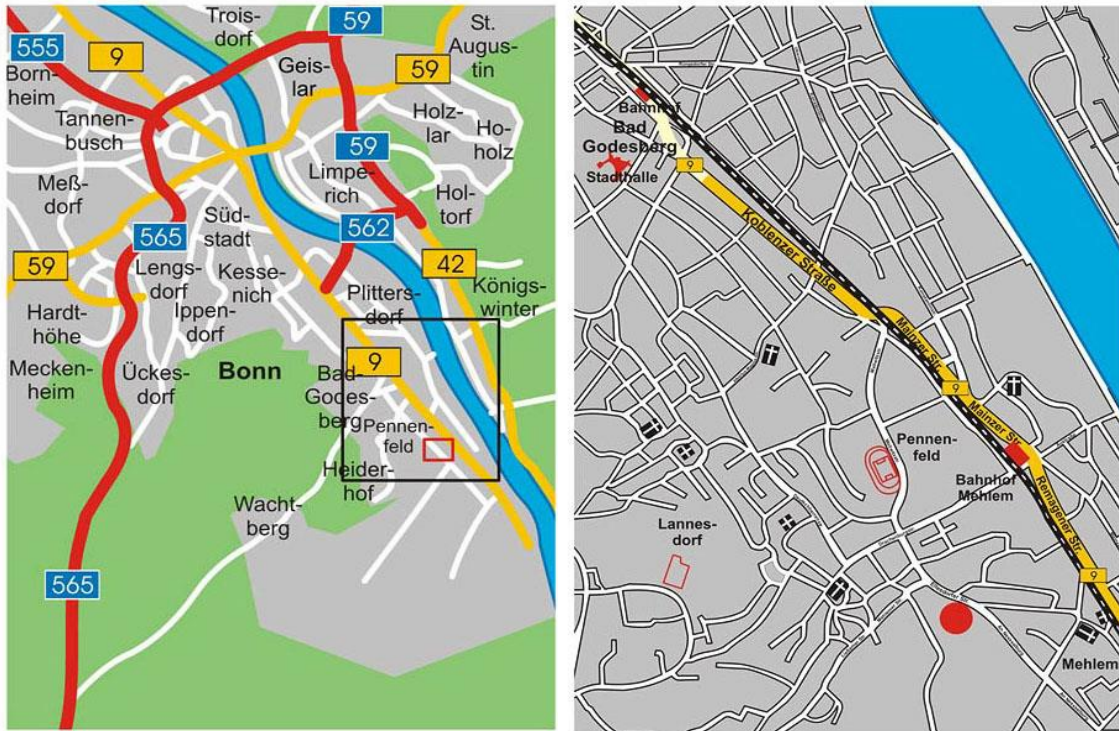 Trois-
dorf
59
St.
Augus-
tin
555
9
Born-
heim
Geis-
lar
59
Tannen-
busch
Holz-
lar
Ho-
holz
59
Meß-
dorf
Limpe-
rich
Hol-
torf
Süd-
stadt
565
562
59
Lengs-
dorf
Kesse-
nich
42
Königs-
winter
Plitters-
dorf
Hardt-
höhe
Ippen-
dorf
Meckenheim
Ückes-
dorf
Bonn
9
Bad-
Godes-
berg
Pennen-
feld
Heider-
hof
Wacht-
berg
565
Bahnhof
Bad
Godesberg
Stadthalle
9
Koblenzer Straße
Mainzer Str.
9
Mainzer Str.
Pennen-
feld
Bahnhof
Mehlem
Remagener Str.
Lannes-
dorf
9
Mehlem